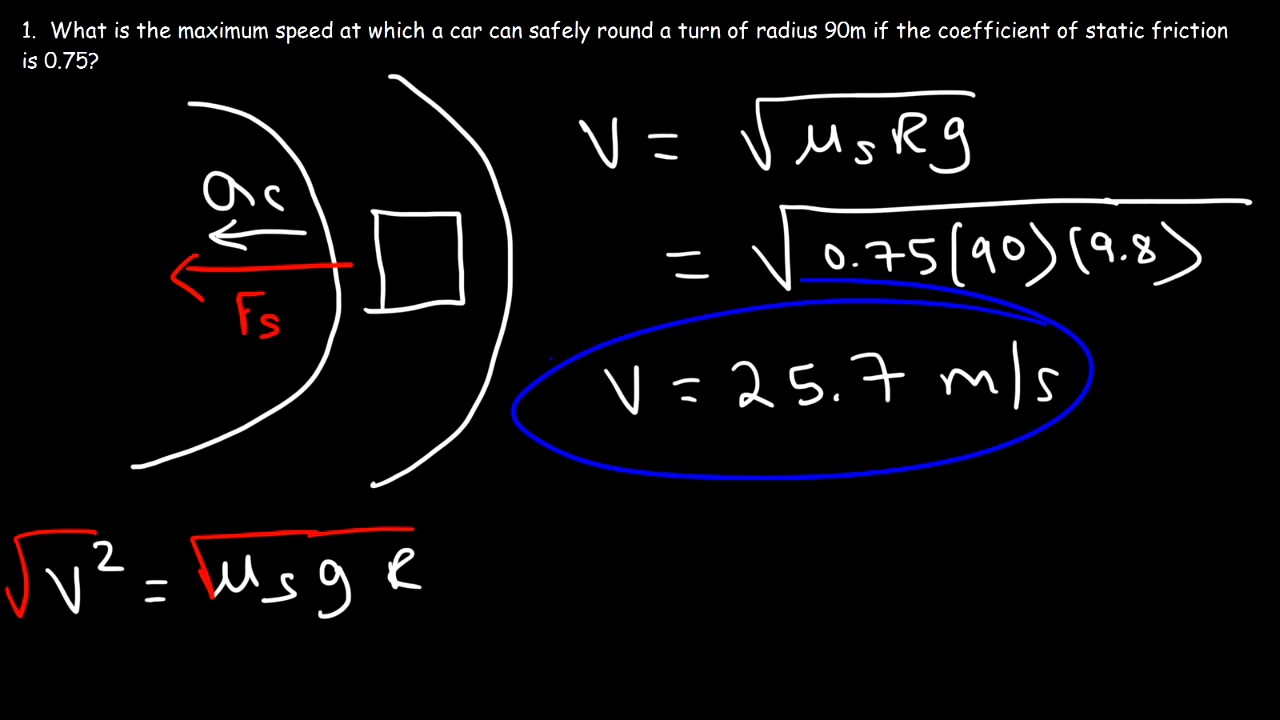 1. What is the maximum speed at which a car can safely round a turn of radius 90m if the coefficient of static friction
is 0.75?
V = √μsRg
ac
= √0.75(90)(9.8)
Fs
V = 25.7 m/s
√V² = √μs g R